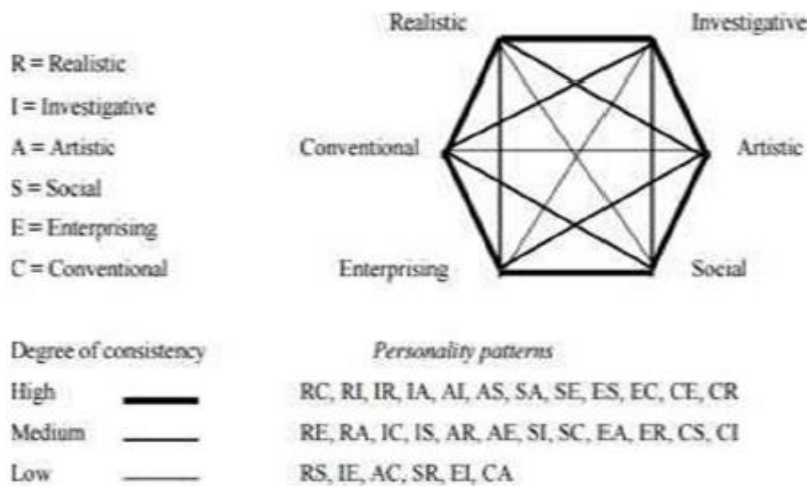 Realistic
Investigative
R = Realistic
I = Investigative
A = Artistic
S = Social
E = Enterprising
C = Conventional
Conventional
Artistic
Enterprising
Social
Degree of consistency
Personality patterns
High
RC, RI, IR, IA, AI, AS, SA, SE, ES, EC, CE, CR
Medium
RE, RA, IC, IS, AR, AE, SI, SC, EA, ER, CS, CI
Low
RS, IE, AC, SR, EI, CA